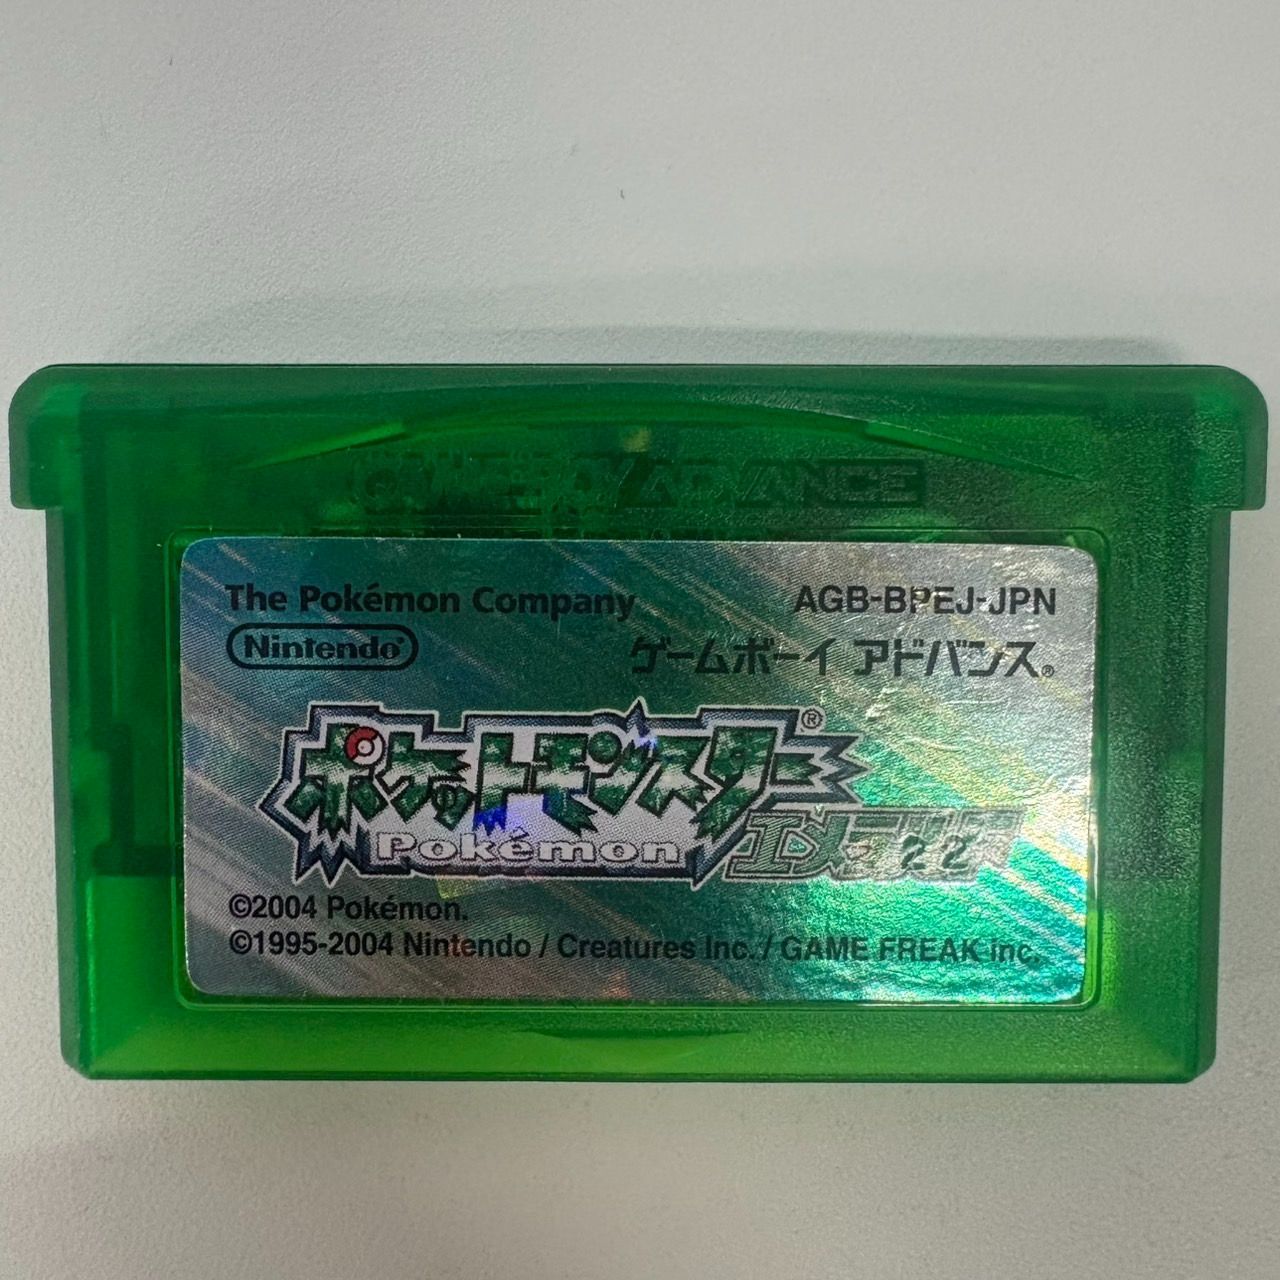 GAME BOY ADVANCE
The Pokémon Company
AGB-BPEJ-JPN
Nintendo®
ゲームボーイ アドバンス®
ポケットモンスター®
Pokémon
エメラルド
22
©2004 Pokémon.
©1995-2004 Nintendo / Creatures Inc. / GAME FREAK inc.